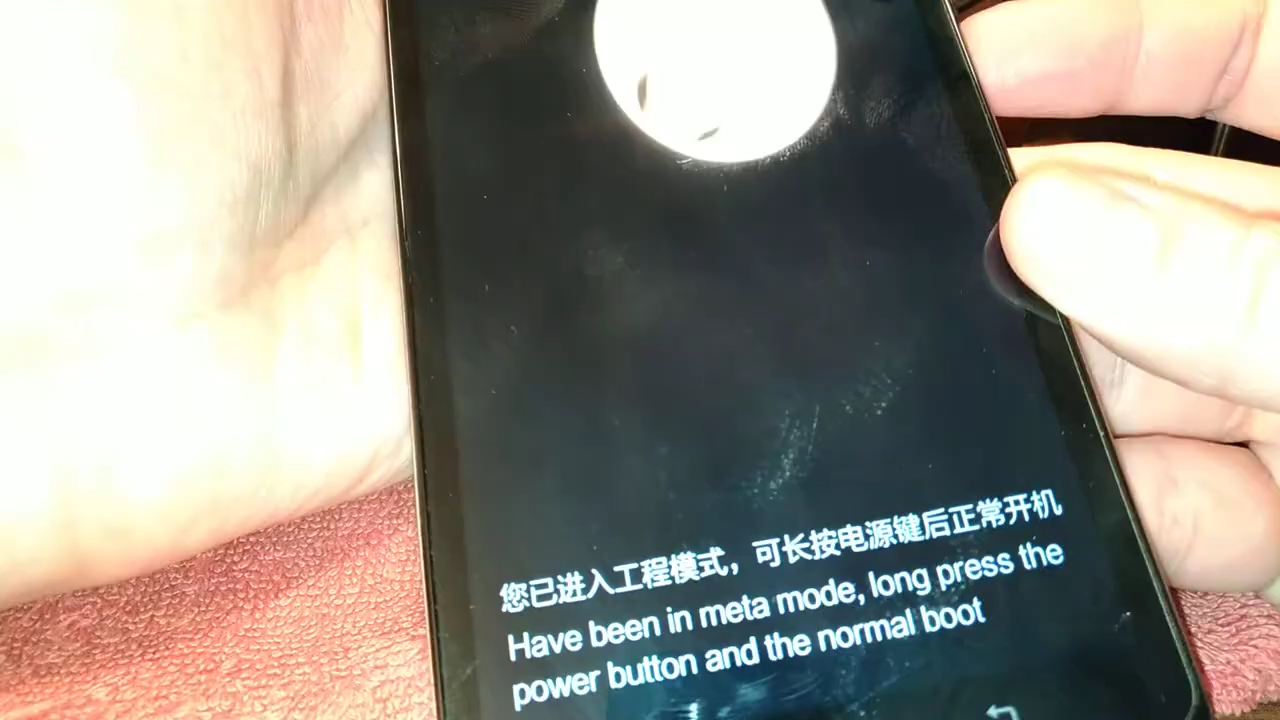 您已进入工程模式，可长按电源键后正常开机
Have been in meta mode, long press the
power button and the normal boot